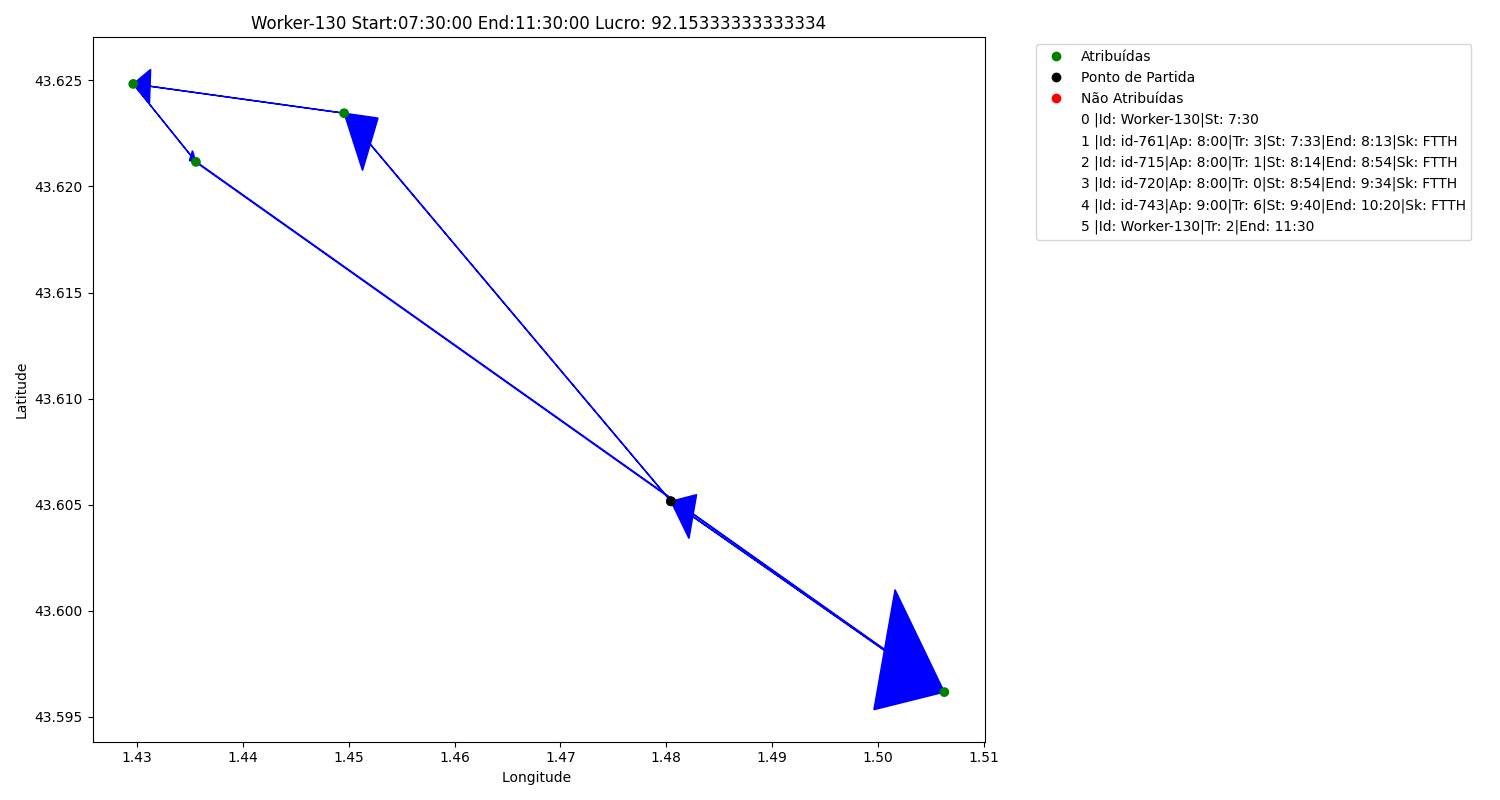 Worker-130 Start:07:30:00 End:11:30:00 Lucro: 92.15333333333334
Atribuídas
Ponto de Partida
Não Atribuídas
0 |Id: Worker-130|St: 7:30
1 |Id: id-761|Ap: 8:00|Tr: 3|St: 7:33|End: 8:13|Sk: FTTH
2 |Id: id-715|Ap: 8:00|Tr: 1|St: 8:14|End: 8:54|Sk: FTTH
3 |Id: id-720|Ap: 8:00|Tr: 0|St: 8:54|End: 9:34|Sk: FTTH
4 |Id: id-743|Ap: 9:00|Tr: 6|St: 9:40|End: 10:20|Sk: FTTH
5 |Id: Worker-130|Tr: 2|End: 11:30
Latitude
43.625
43.620
43.615
43.610
43.605
43.600
43.595
1.43 1.44 1.45 1.46 1.47 1.48 1.49 1.50 1.51
Longitude